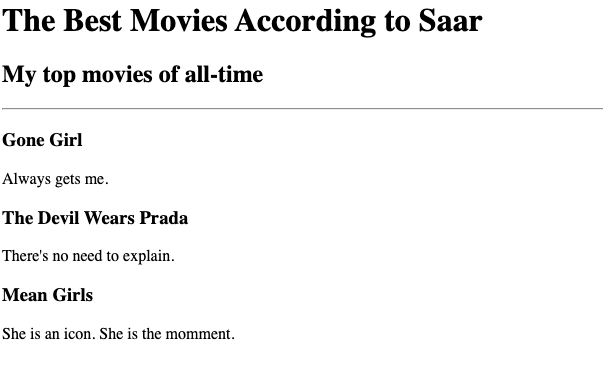 The Best Movies According to Saar
My top movies of all-time
Gone Girl
Always gets me.
The Devil Wears Prada
There's no need to explain.
Mean Girls
She is an icon. She is the momment.